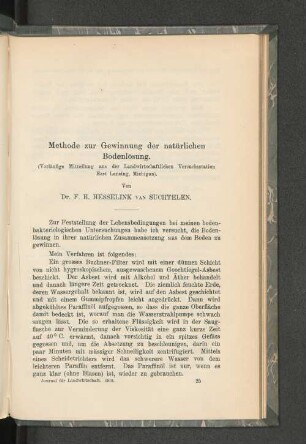 Methode zur Gewinnung der natürlichen
Bodenlösung.
(Vorläufige Mitteilung aus der Landwirtschaftlichen Versuchsstation
East Lansing, Michigan).
Von
Dr. F. H. HESSELINK VAN SUCHTELEN.
Zur Feststellung der Lebensbedingungen bei meinen boden-
bakteriologischen Untersuchungen habe ich versucht, die Bodenlö-
sung in ihrer natürlichen Zusammensetzung aus dem Boden zu
gewinnen.
Mein Verfahren ist folgendes:
Ein grosses Buchner-Filter wird mit einer dünnen Schicht
von nicht hygroskopischem, ausgewaschenem Goochtiegel-Asbest
beschickt. Der Asbest wird mit Alkohol und Äther behandelt
und danach längere Zeit getrocknet. Die ziemlich feuchte Erde,
deren Wassergehalt bekannt ist, wird auf den Asbest geschichtet und
mit einem Gummipfropfen leicht angedrückt. Dann wird
abgekühltes Paraffinöl aufgegossen, so dass die ganze Oberfläche
damit bedeckt ist, worauf man die Wasserstrahlpumpe schwach
saugen lässt. Die so erhaltene Flüssigkeit wird in der Saug-
flasche zur Verminderung der Viskosität eine ganz kurze Zeit
auf 40° C. erwärmt, danach vorsichtig in ein spitzes Gefäss
gegossen und, um die Absetzung zu beschleunigen, darin ein
paar Minuten mit mässiger Schnelligkeit zentrifugiert. Mittels
eines Scheidetrichters wird das schwerere Wasser von dem
leichteren Paraffin entfernt. Das Paraffinöl ist nur, wenn es
ganz klar (ohne Blasen) ist, wieder zu gebrauchen.
Journal für Landwirtschaft.
25